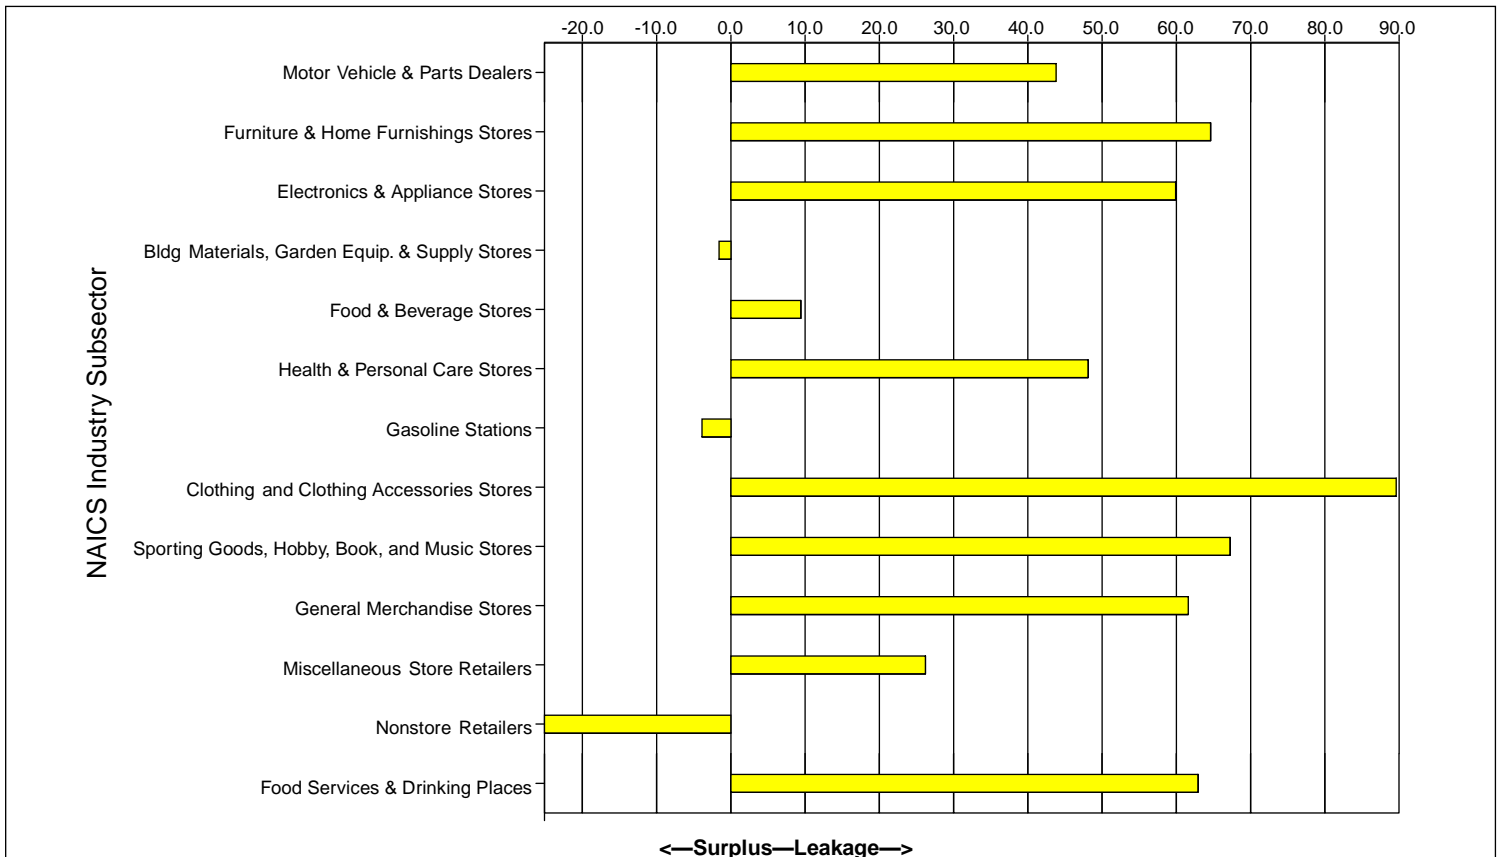 -20.0 -10.0 0.0 10.0 20.0 30.0 40.0 50.0 60.0 70.0 80.0 90.0
Motor Vehicle & Parts Dealers
Furniture & Home Furnishings Stores
Electronics & Appliance Stores
Bldg Materials, Garden Equip. & Supply Stores
Food & Beverage Stores
Health & Personal Care Stores
Gasoline Stations
Clothing and Clothing Accessories Stores
Sporting Goods, Hobby, Book, and Music Stores
General Merchandise Stores
Miscellaneous Store Retailers
Nonstore Retailers
Food Services & Drinking Places
NAICS Industry Subsector
<—Surplus—Leakage—>